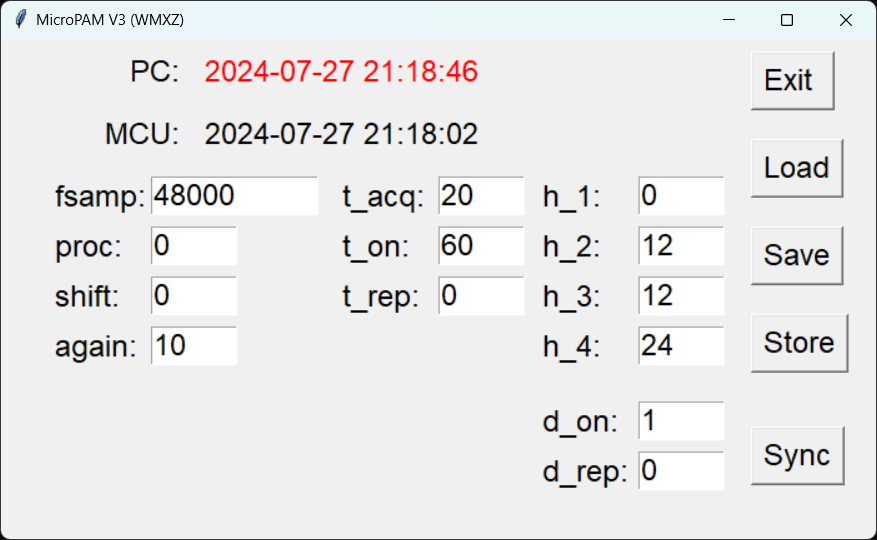 MicroPAM V3 (WMXZ)
PC: 2024-07-27 21:18:46 Exit
MCU: 2024-07-27 21:18:02
Load
fsamp: 48000 t_acq: 20 h_1: 0
proc: 0 t_on: 60 h_2: 12 Save
shift: 0 t_rep: 0 h_3: 12
again: 10 h_4: 24 Store
d_on: 1
Sync
d_rep: 0